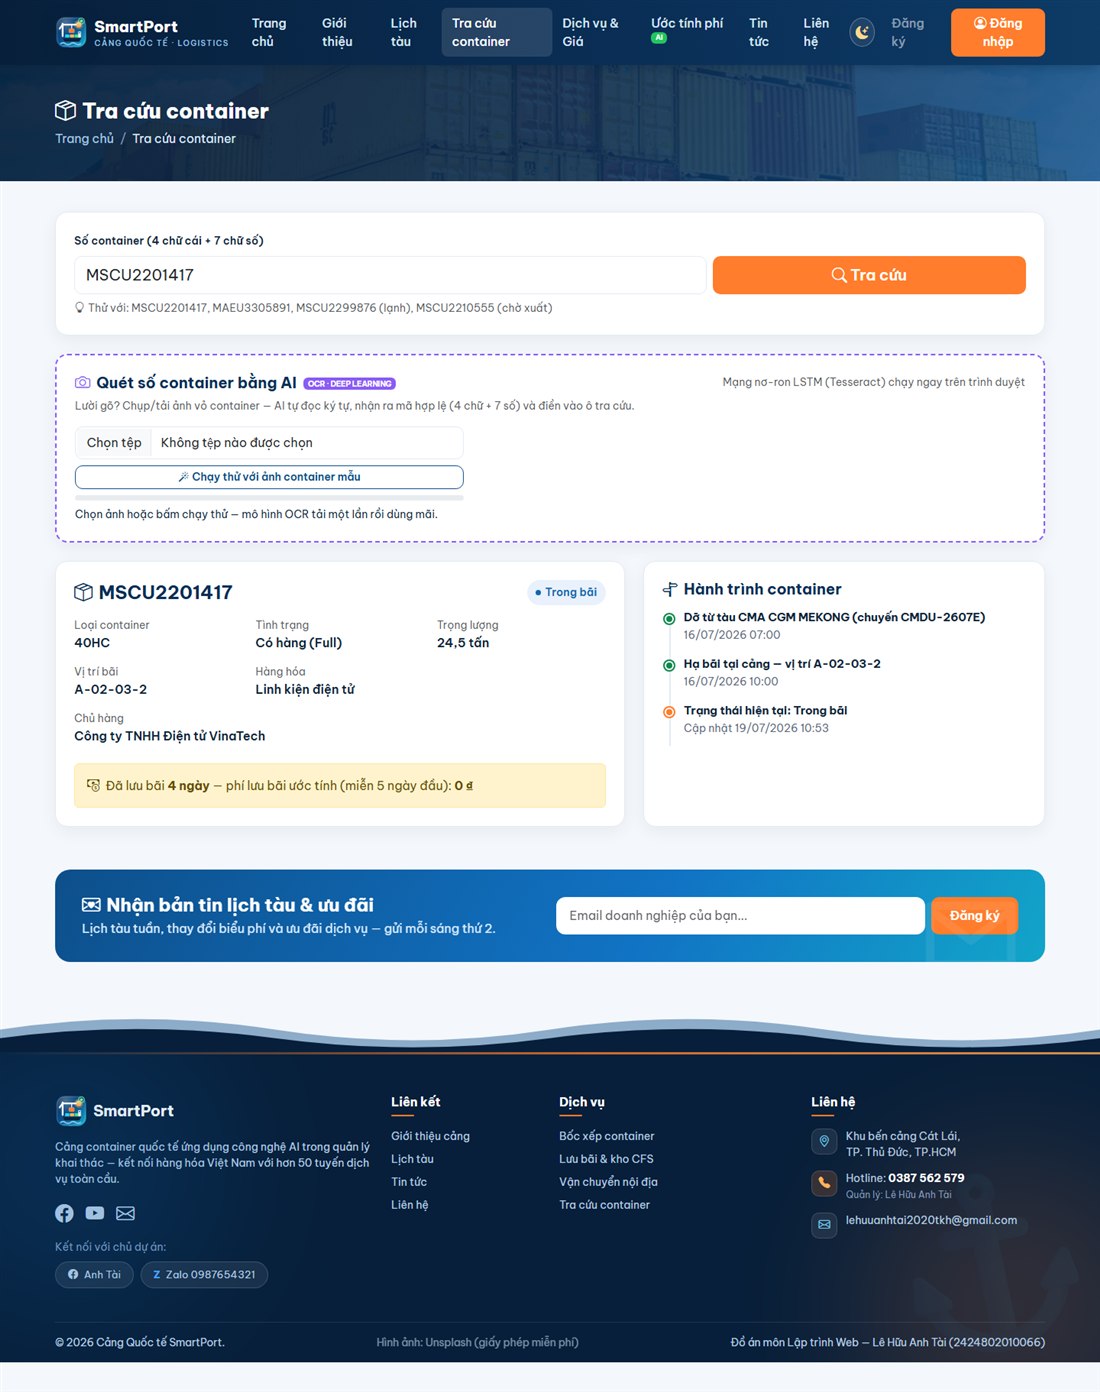 SmartPort
CẢNG QUỐC TẾ · LOGISTICS
Trang chủ
Giới thiệu
Lịch tàu
Tra cứu container
Dịch vụ & Giá
Ước tính phí AI
Tin tức
Liên hệ
Đăng ký
Đăng nhập
Tra cứu container
Trang chủ / Tra cứu container
Số container (4 chữ cái + 7 chữ số)
MSCU2201417
Tra cứu
Thử với: MSCU2201417, MAEU3305891, MSCU2299876 (lạnh), MSCU2210555 (chờ xuất)
Quét số container bằng AI OCR · DEEP LEARNING
Mạng nơ-ron LSTM (Tesseract) chạy ngay trên trình duyệt
Lười gõ? Chụp/tải ảnh vỏ container — AI tự đọc ký tự, nhận ra mã hợp lệ (4 chữ + 7 số) và điền vào ô tra cứu.
Chọn tệp Không tệp nào được chọn
Chạy thử với ảnh container mẫu
Chọn ảnh hoặc bấm chạy thử — mô hình OCR tải một lần rồi dùng mãi.
MSCU2201417
Trong bãi
Loại container
40HC
Tình trạng
Có hàng (Full)
Trọng lượng
24,5 tấn
Vị trí bãi
A-02-03-2
Hàng hóa
Linh kiện điện tử
Chủ hàng
Công ty TNHH Điện tử VinaTech
Đã lưu bãi 4 ngày — phí lưu bãi ước tính (miễn 5 ngày đầu): 0 ₫
Hành trình container
Dỡ từ tàu CMA CGM MEKONG (chuyến CMDU-2607E)
16/07/2026 07:00
Hạ bãi tại cảng — vị trí A-02-03-2
16/07/2026 10:00
Trạng thái hiện tại: Trong bãi
Cập nhật 19/07/2026 10:53
Nhận bản tin lịch tàu & ưu đãi
Lịch tàu tuần, thay đổi biểu phí và ưu đãi dịch vụ — gửi mỗi sáng thứ 2.
Email doanh nghiệp của bạn...
Đăng ký
SmartPort
Cảng container quốc tế ứng dụng công nghệ AI trong quản lý
khai thác — kết nối hàng hóa Việt Nam với hơn 50 tuyến dịch
vụ toàn cầu.
Kết nối với chủ dự án:
Anh Tài
Z Zalo 0987654321
Liên kết
Giới thiệu cảng
Lịch tàu
Tin tức
Liên hệ
Dịch vụ
Bốc xếp container
Lưu bãi & kho CFS
Vận chuyển nội địa
Tra cứu container
Liên hệ
Khu bến cảng Cát Lái,
TP. Thủ Đức, TP.HCM
Hotline: 0387 562 579
Quản lý: Lê Hữu Anh Tài
lehuuanhtai2020tkh@gmail.com
© 2026 Cảng Quốc tế SmartPort.
Hình ảnh: Unsplash (giấy phép miễn phí)
Đồ án môn Lập trình Web — Lê Hữu Anh Tài (2424802010066)